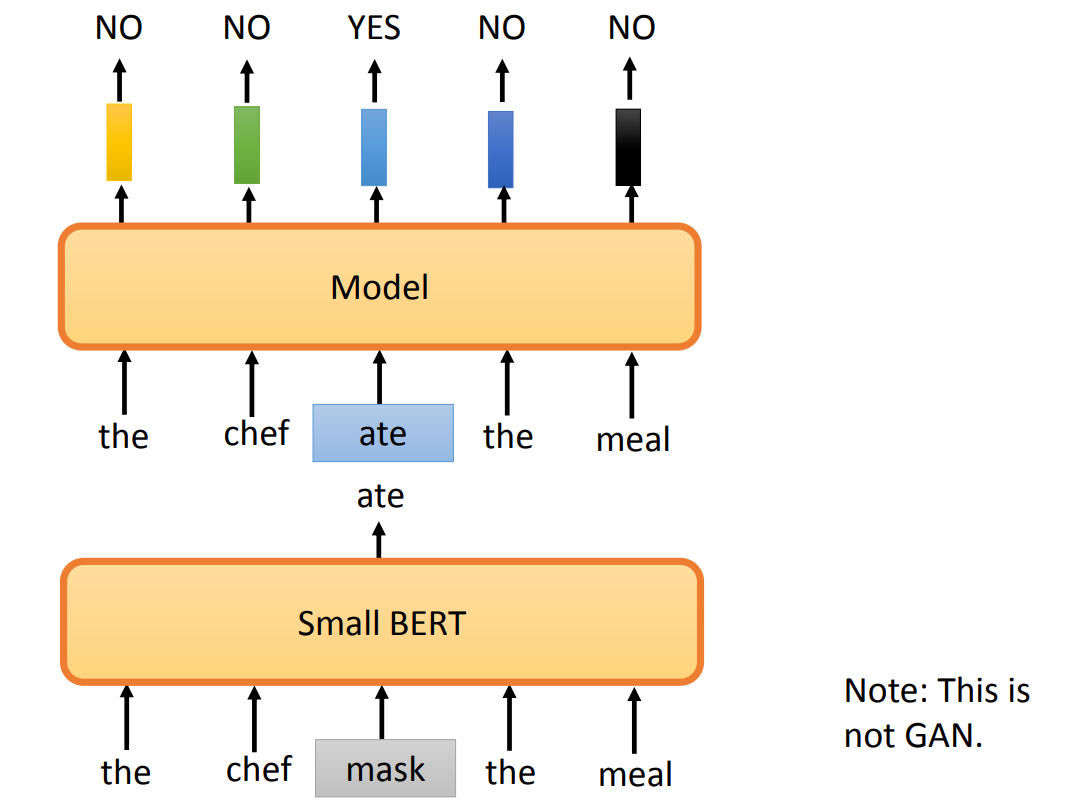 NO NO YES NO NO
Model
the chef ate the meal
ate
Small BERT
the chef mask the meal
Note: This is
not GAN.